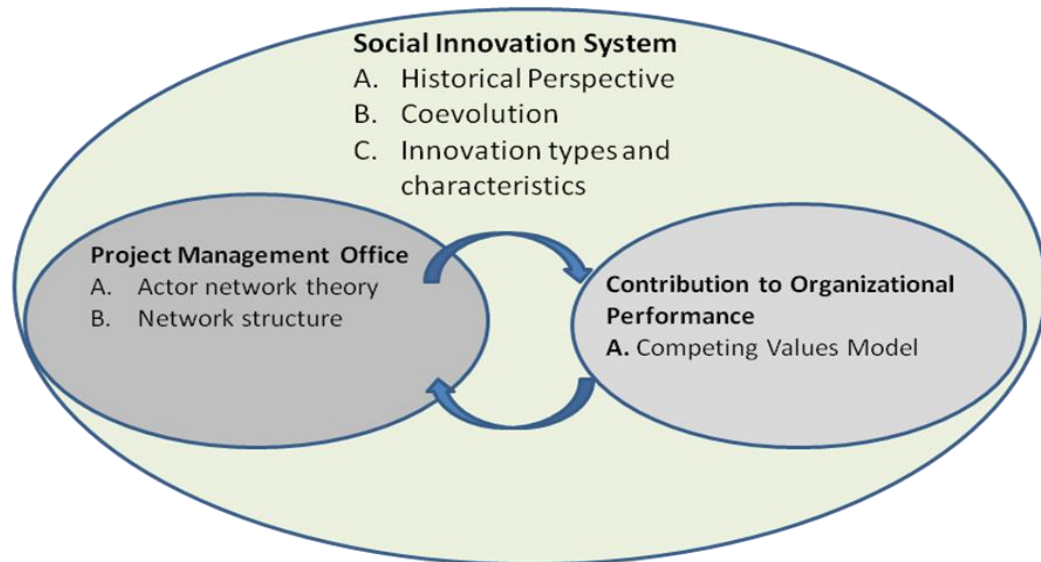 Social Innovation System
A. Historical Perspective
B. Coevolution
C. Innovation types and
characteristics
Project Management Office
A. Actor network theory
B. Network structure
Contribution to Organizational
Performance
A. Competing Values Model